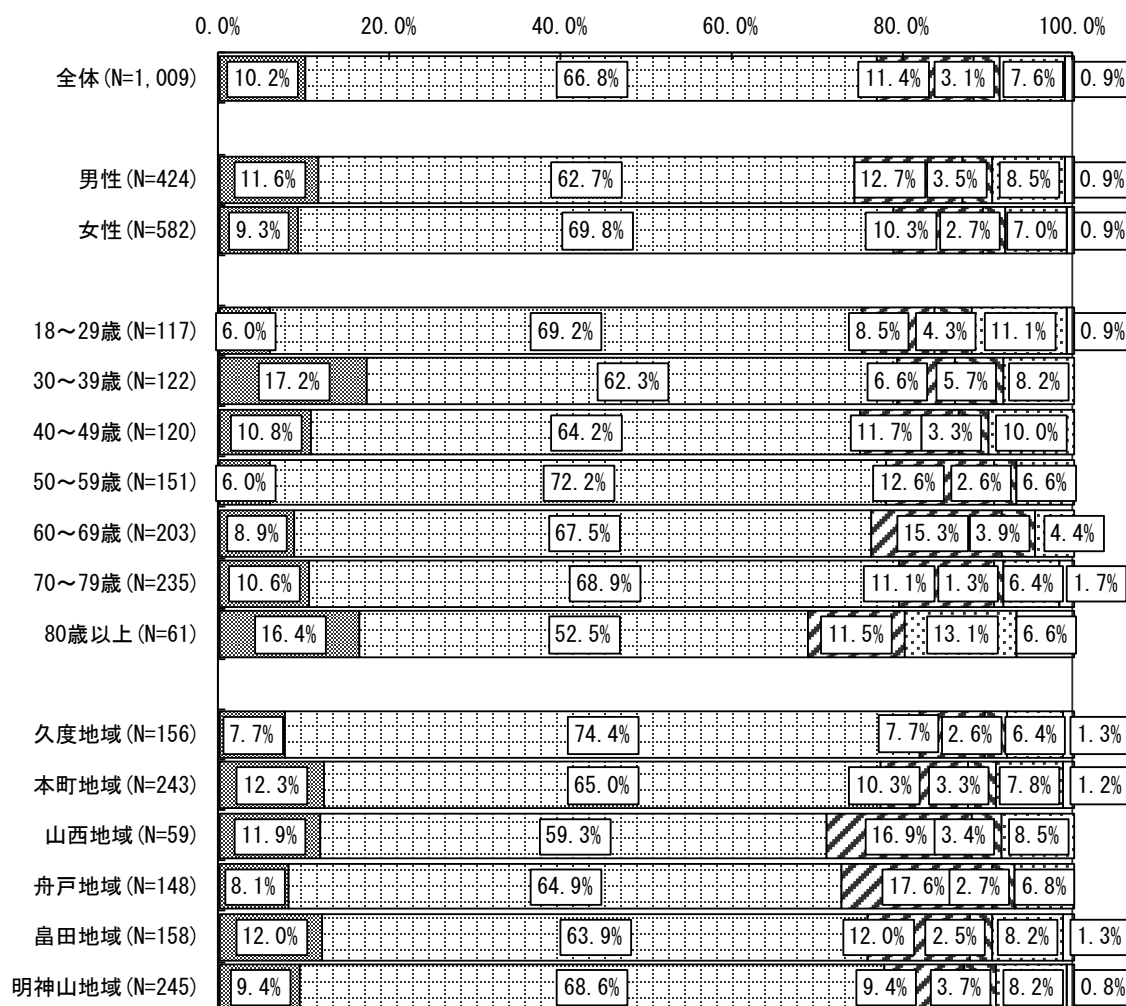 0.0% 20.0% 40.0% 60.0% 80.0% 100.0%
全体(N=1,009) 10.2% 66.8% 11.4% 3.1% 7.6% 0.9%
男性(N=424) 11.6% 62.7% 12.7% 3.5% 8.5% 0.9%
女性(N=582) 9.3% 69.8% 10.3% 2.7% 7.0% 0.9%
18～29歳(N=117) 6.0% 69.2% 8.5% 4.3% 11.1% 0.9%
30～39歳(N=122) 17.2% 62.3% 6.6% 5.7% 8.2%
40～49歳(N=120) 10.8% 64.2% 11.7% 3.3% 10.0%
50～59歳(N=151) 6.0% 72.2% 12.6% 2.6% 6.6%
60～69歳(N=203) 8.9% 67.5% 15.3% 3.9% 4.4%
70～79歳(N=235) 10.6% 68.9% 11.1% 1.3% 6.4% 1.7%
80歳以上(N=61) 16.4% 52.5% 11.5% 13.1% 6.6%
久度地域(N=156) 7.7% 74.4% 7.7% 2.6% 6.4% 1.3%
本町地域(N=243) 12.3% 65.0% 10.3% 3.3% 7.8% 1.2%
山西地域(N=59) 11.9% 59.3% 16.9% 3.4% 8.5%
舟戸地域(N=148) 8.1% 64.9% 17.6% 2.7% 6.8%
畠田地域(N=158) 12.0% 63.9% 12.0% 2.5% 8.2% 1.3%
明神山地域(N=245) 9.4% 68.6% 9.4% 3.7% 8.2% 0.8%